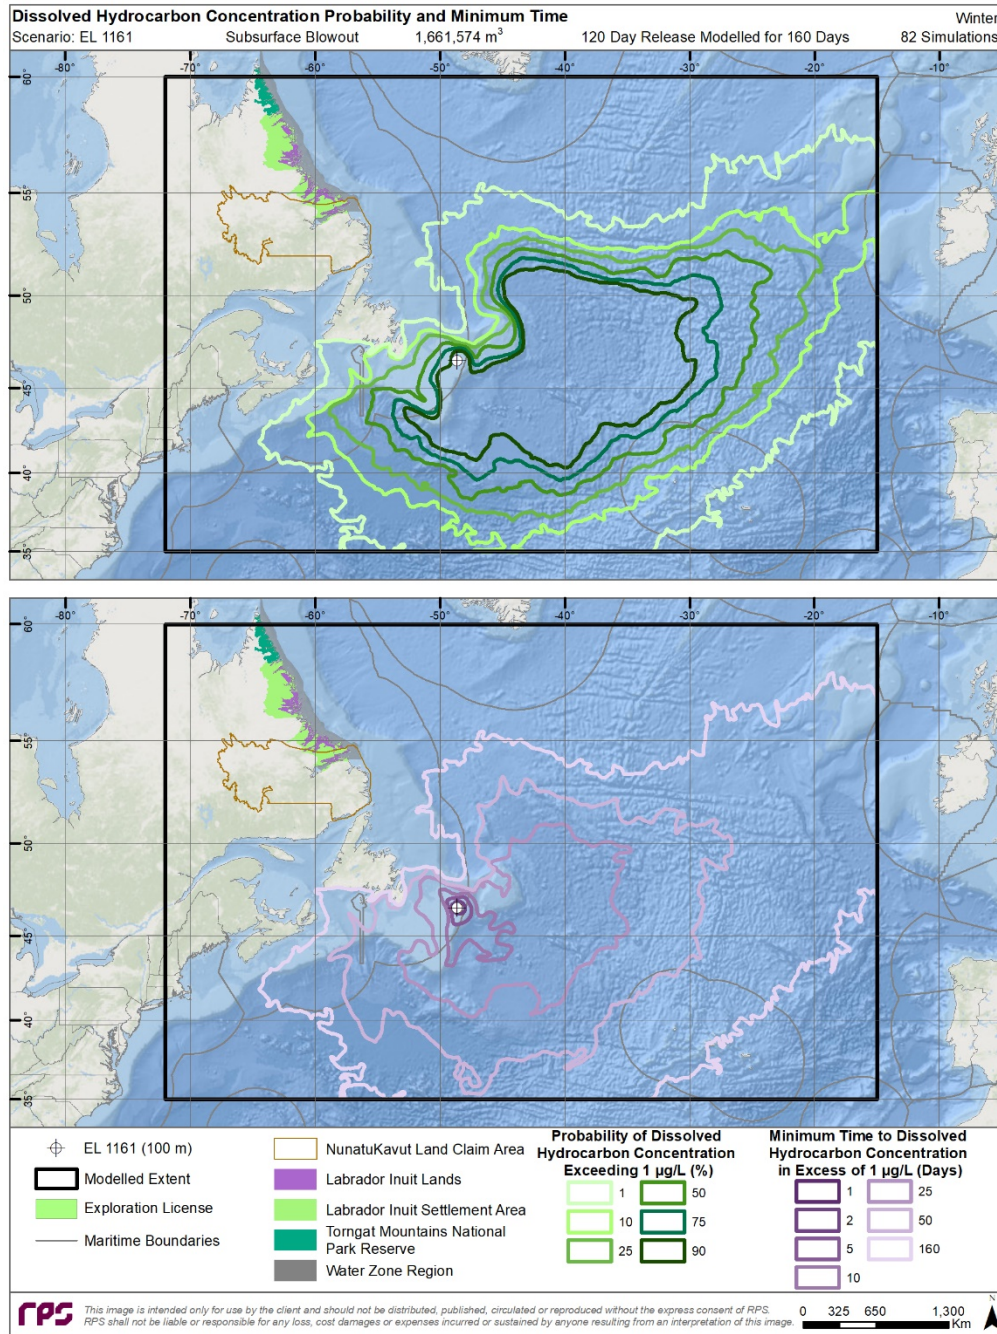 Dissolved Hydrocarbon Concentration Probability and Minimum Time
Winter
Scenario: EL 1161
Subsurface Blowout
1,661,574 m³
120 Day Release Modelled for 160 Days
82 Simulations
-80° -70° -60° -50° -40° -30° -20° -10°
60°
55°
50°
45°
40°
35°
-80° -70° -60° -50° -40° -30° -20° -10°
60°
55°
50°
45°
40°
35°
EL 1161 (100 m)
Modelled Extent
Exploration License
Maritime Boundaries
NunatuKavut Land Claim Area
Labrador Inuit Lands
Labrador Inuit Settlement Area
Torngat Mountains National
Park Reserve
Water Zone Region
Probability of Dissolved
Hydrocarbon Concentration
Exceeding 1 µg/L (%)
1 50
10 75
25 90
Minimum Time to Dissolved
Hydrocarbon Concentration
in Excess of 1 µg/L (Days)
1 25
2 50
5 160
10
rps
This image is intended only for use by the client and should not be distributed, published, circulated or reproduced without the express consent of RPS.
RPS shall not be liable or responsible for any loss, cost damages or expenses incurred or sustained by anyone resulting from an interpretation of this image.
0 325 650 1,300
Km
N